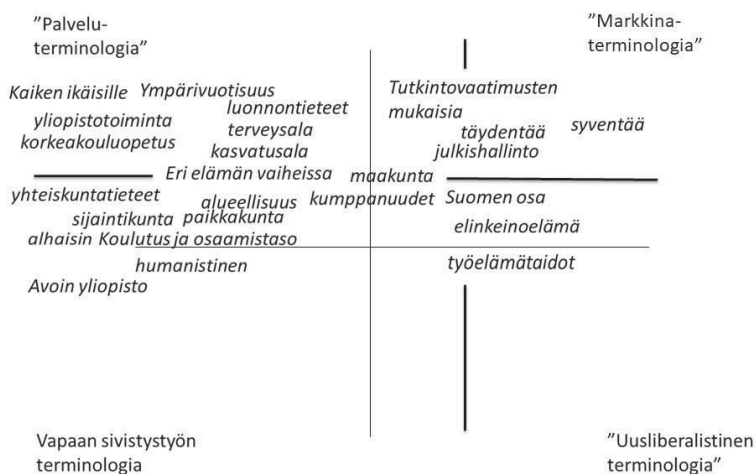 ”Palvelu-
terminologia”
”Markkina-
terminologia”
Kaiken ikäisille
Ympärivuotisuus
Tutkintovaatimusten
mukaisia
luonnontieteet
yliopistotoiminta
terveysala
täydentää
syventää
korkeakouluopetus
kasvatusala
julkishallinto
Eri elämän vaiheissa
maakunta
yhteiskuntatieteet
alueellisuus
kumppanuudet
Suomen osa
sijaintikunta
paikkakunta
elinkeinoelämä
alhaisin
Koulutus ja osaamistaso
humanistinen
työelämätaidot
Avoin yliopisto
Vapaan sivistystyön
terminologia
”Uusliberalistinen
terminologia”